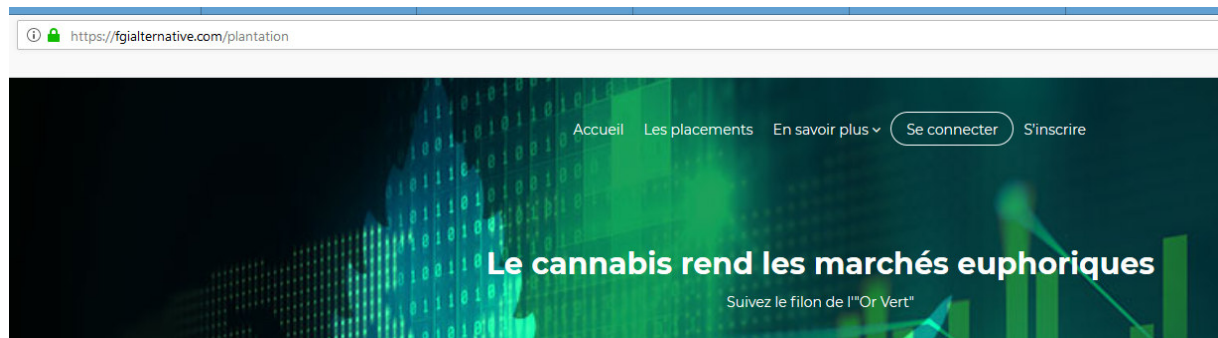 https://fgialternative.com/plantation
Accueil Les placements En savoir plus Se connecter S'inscrire
Le cannabis rend les marchés euphoriques
Suivez le filon de l'"Or Vert"